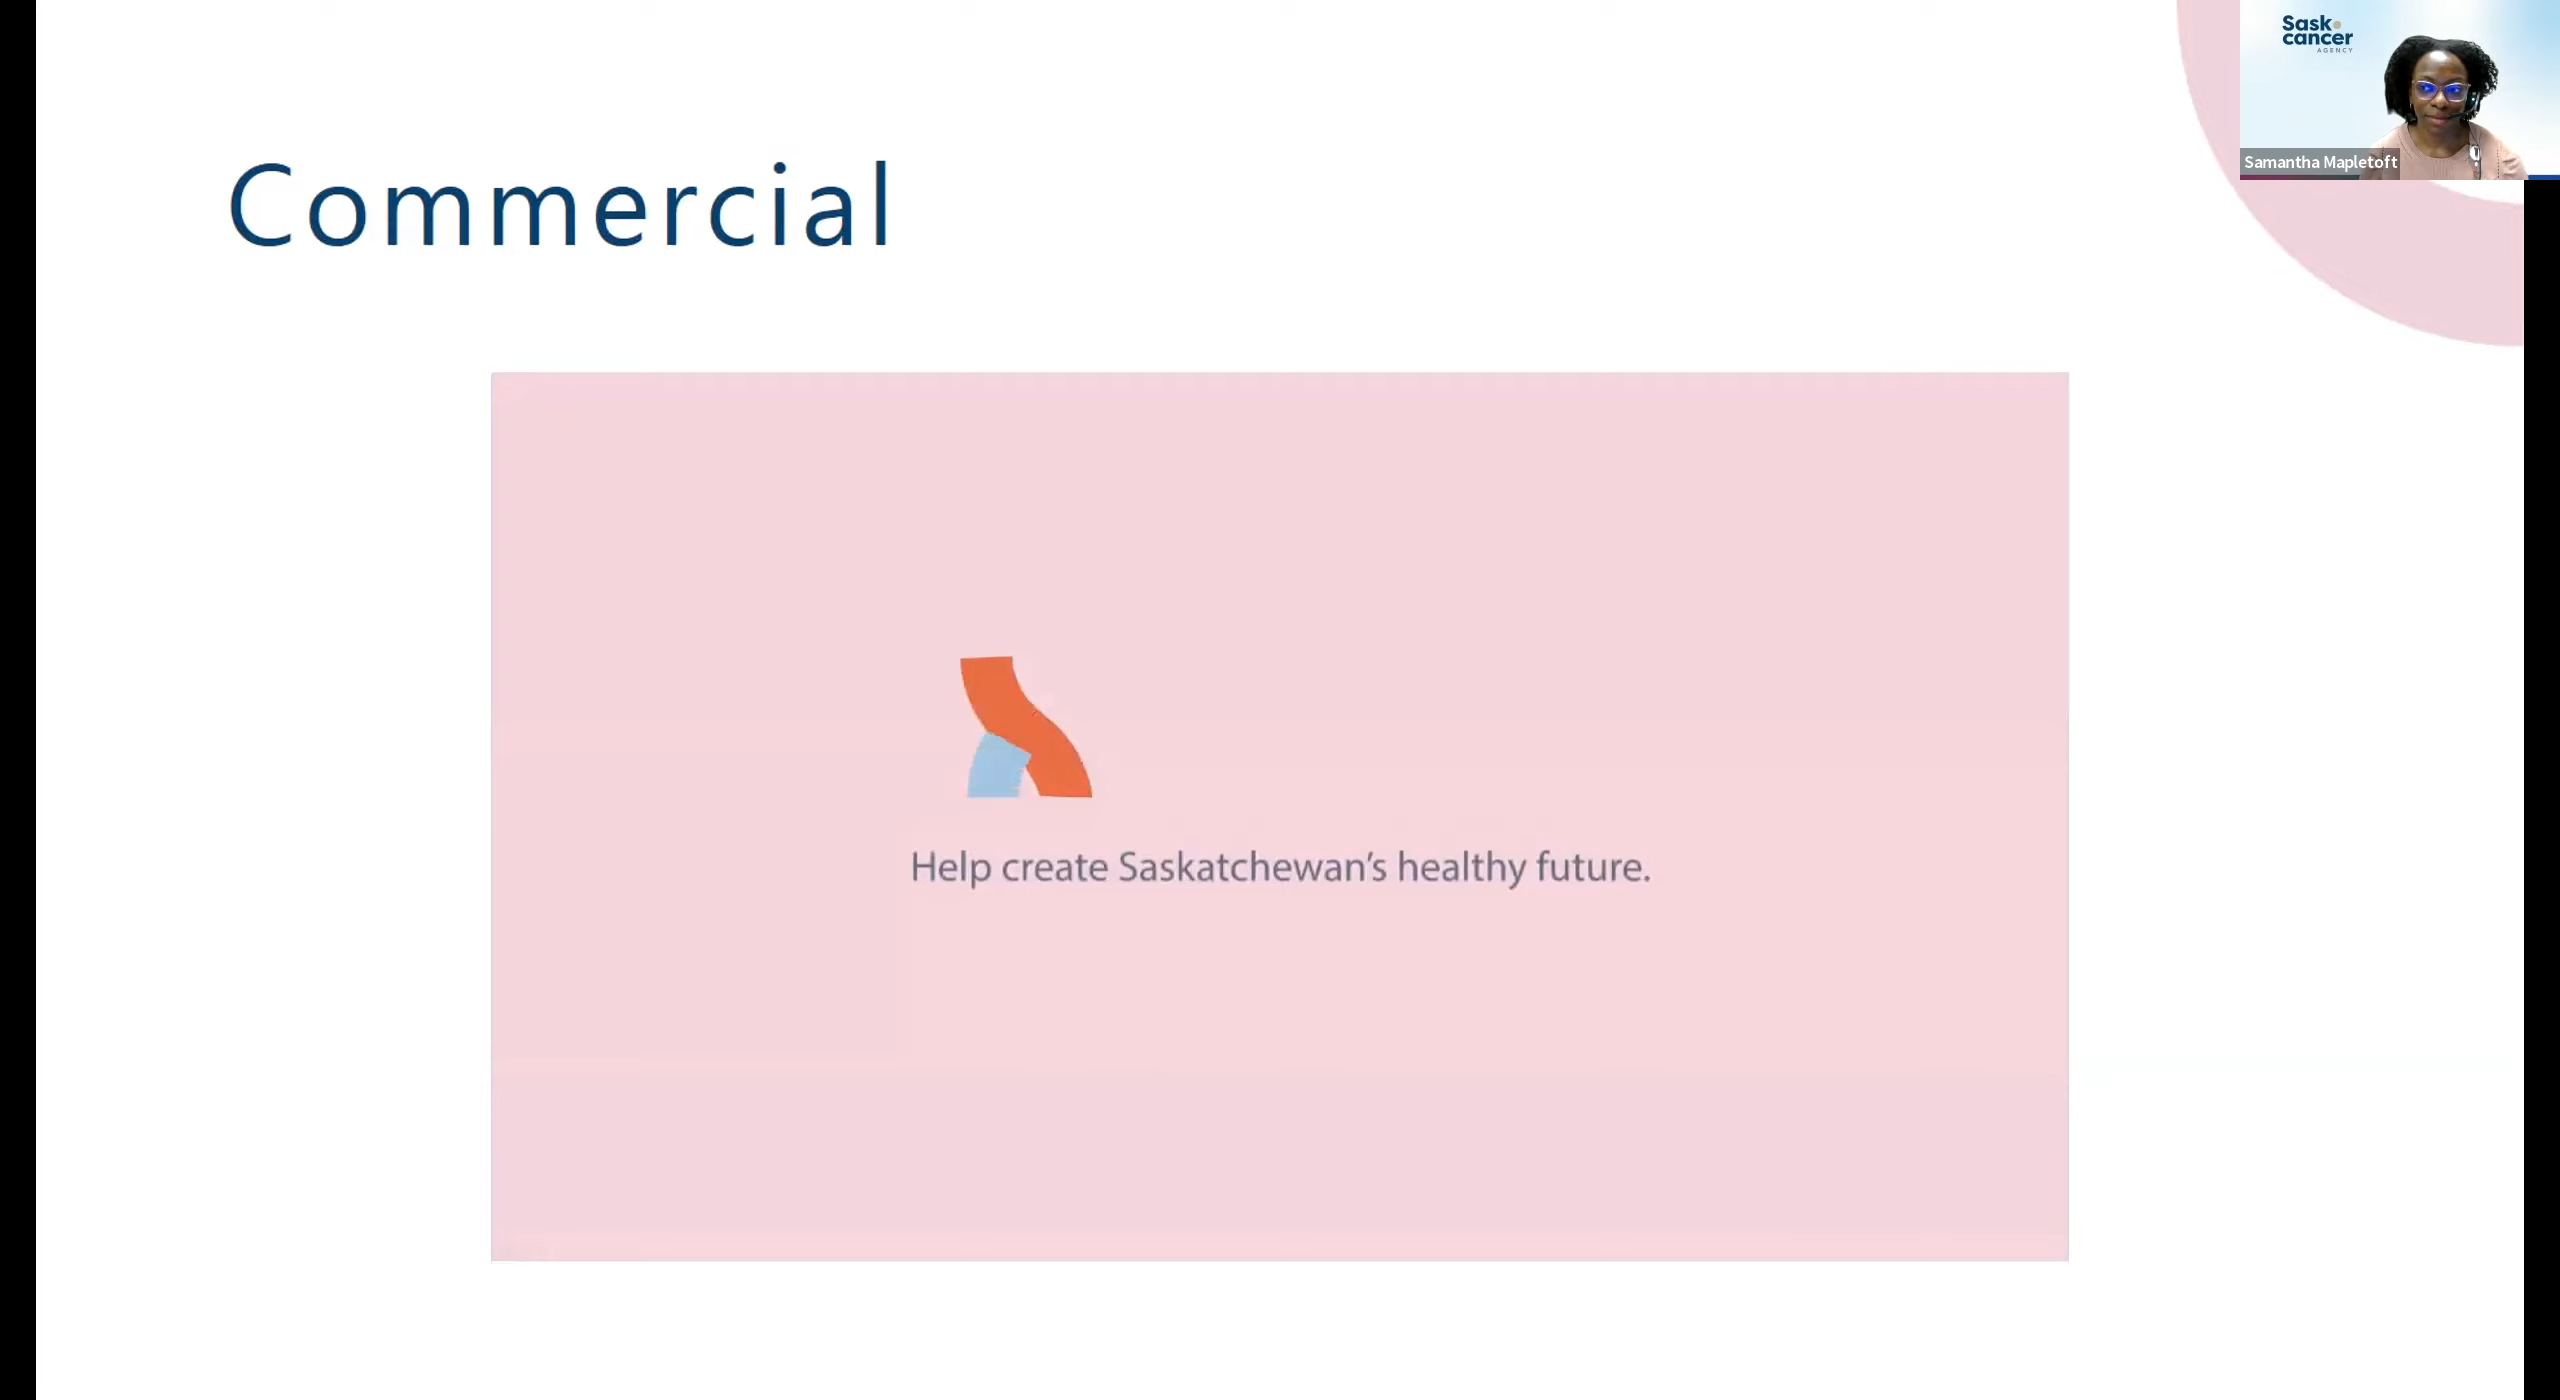 Sask
cancer
AGENCY
Samantha Mapletoft
Commercial
Help create Saskatchewan's healthy future.